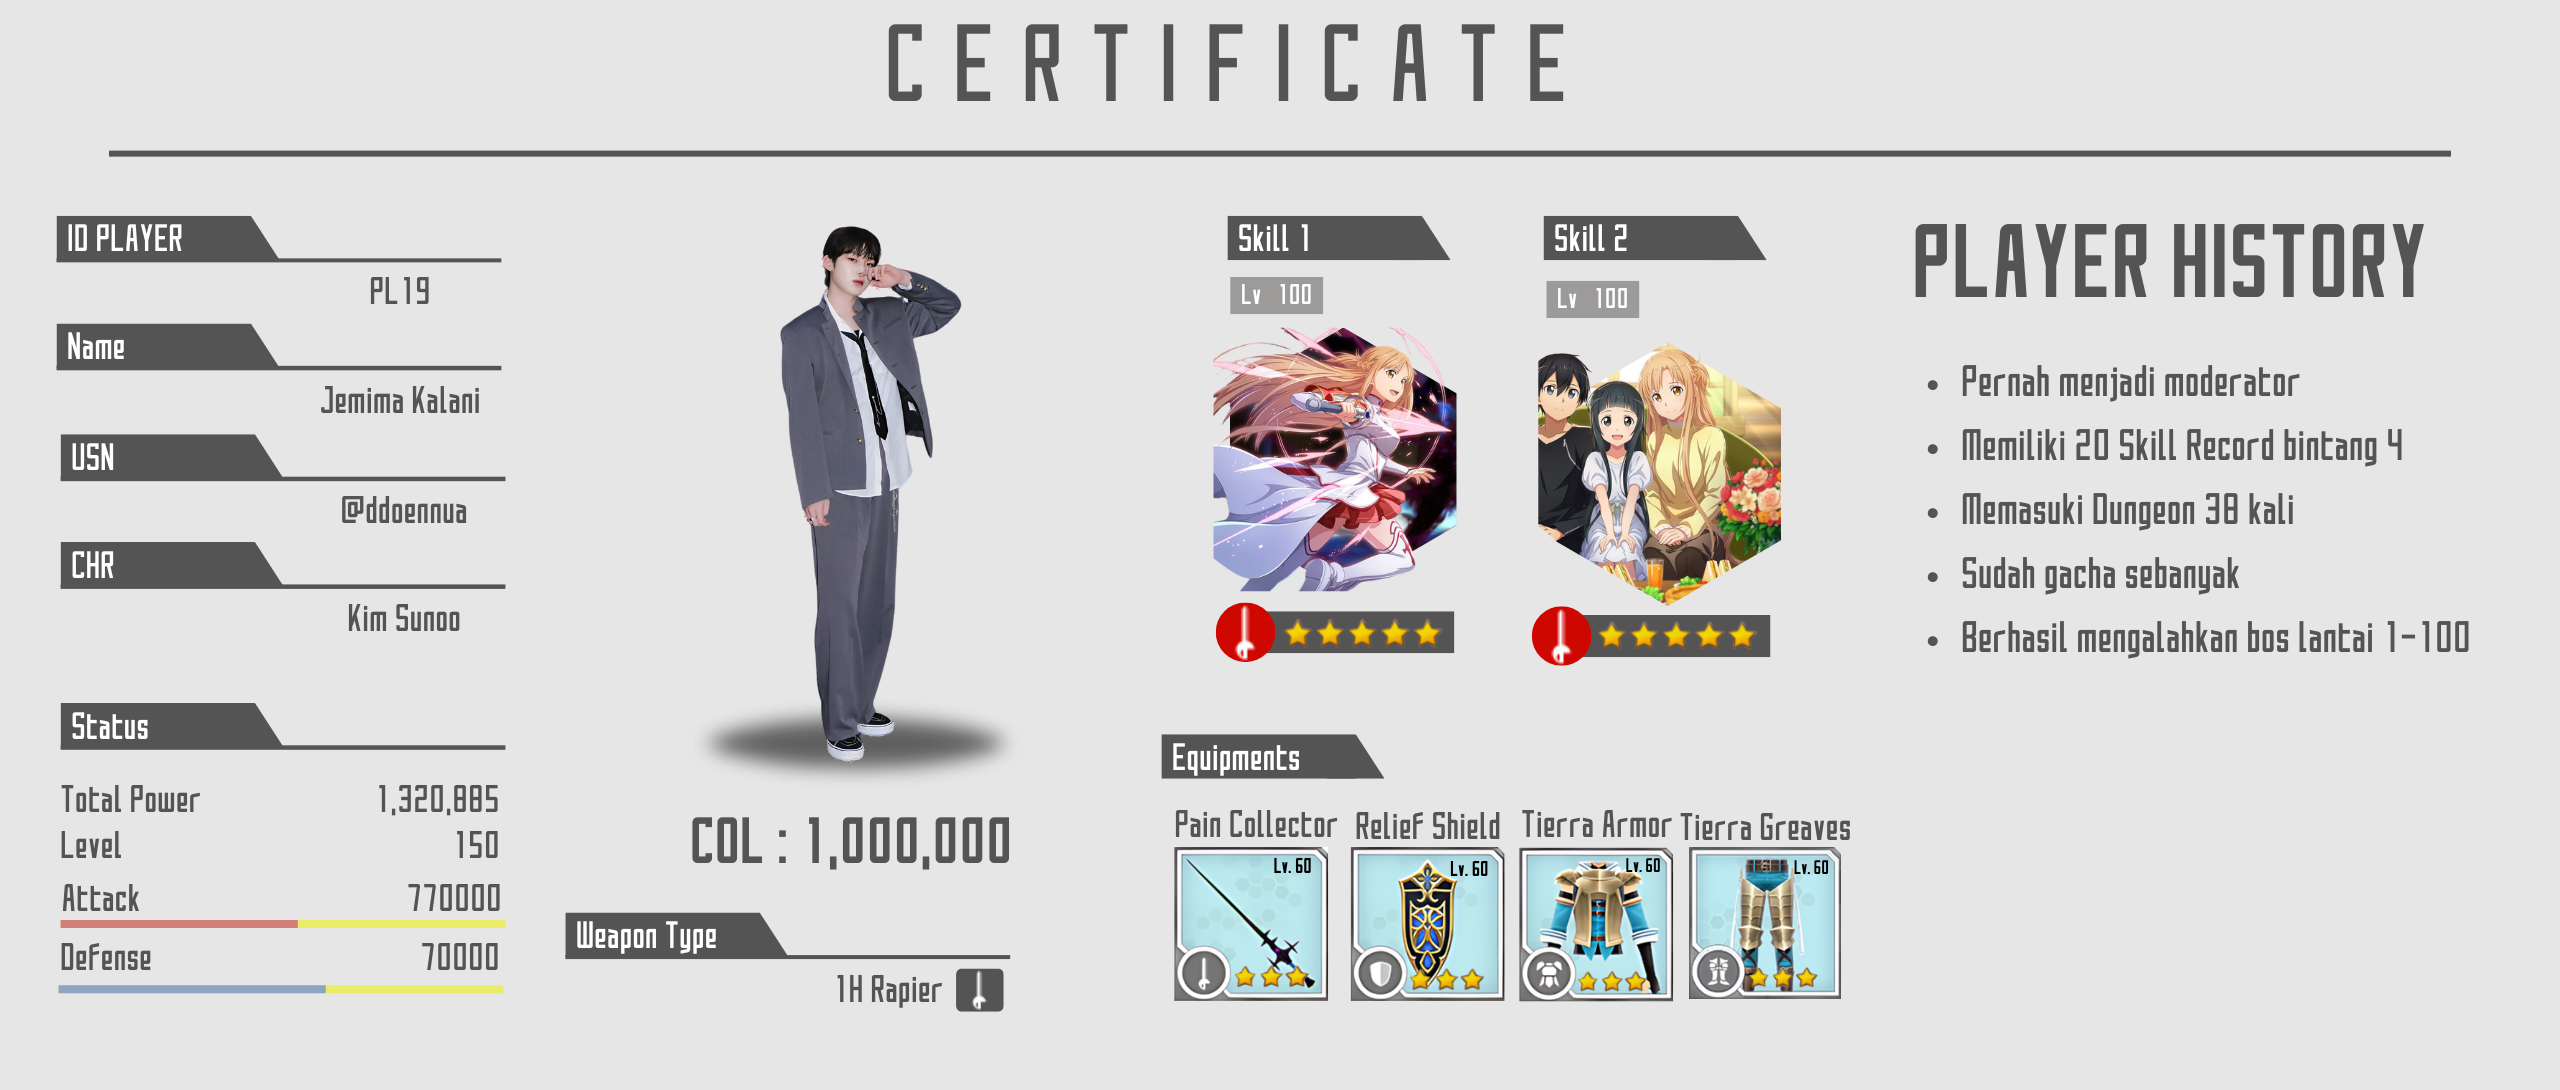 CERTIFICATE
ID PLAYER
PL19
Name
Jemima Kalani
USN
@ddoennua
CHR
Kim Sunoo
Status
Total Power 1,320,885
Level 150
Attack 770000
Defense 70000
COL : 1,000,000
Weapon Type
1H Rapier
Skill 1
Lv 100
Skill 2
Lv 100
Equipments
Pain Collector
Lv. 60
Relief Shield
Lv. 60
Tierra Armor
Lv. 60
Tierra Greaves
Lv. 60
PLAYER HISTORY
• Pernah menjadi moderator
• Memiliki 20 Skill Record bintang 4
• Memasuki Dungeon 38 kali
• Sudah gacha sebanyak
• Berhasil mengalahkan bos lantai 1-100